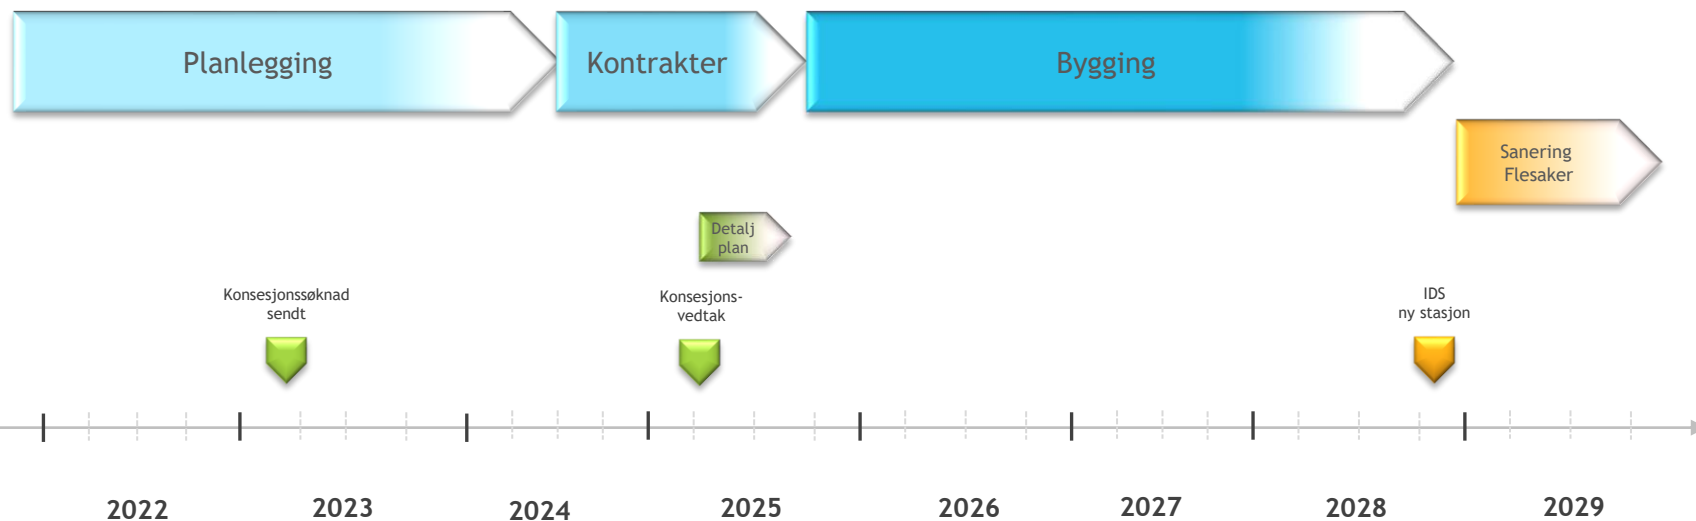 Planlegging
Kontrakter
Bygging
Sanering
Flesaker
Detalj
plan
Konsesjonssøknad
sendt
Konsesjons-
vedtak
IDS
ny stasjon
2022
2023
2024
2025
2026
2027
2028
2029